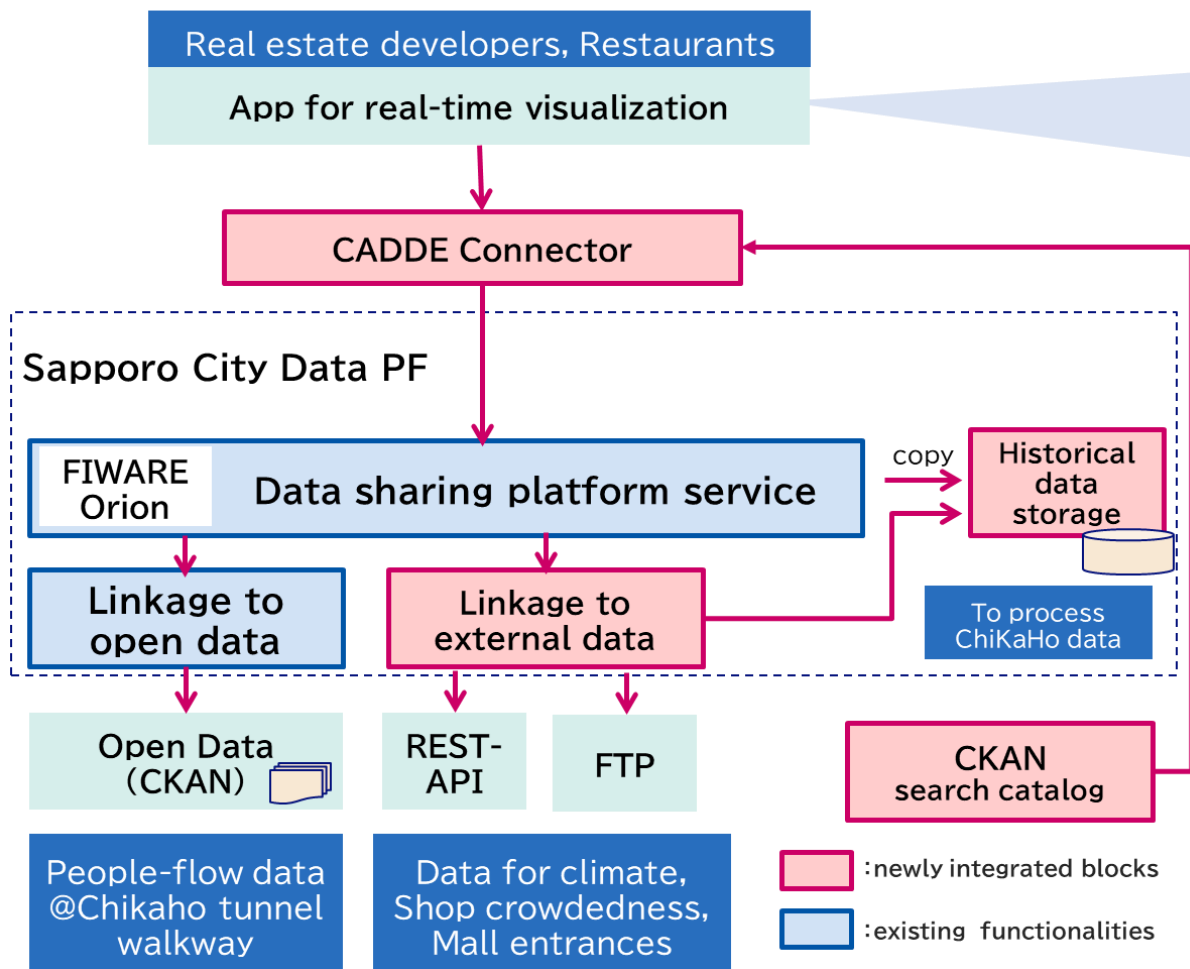 Real estate developers, Restaurants
App for real-time visualization
CADDE Connector
Sapporo City Data PF
FIWARE
Orion
Data sharing platform service
copy
Historical
data
storage
Linkage to
open data
Linkage to
external data
To process
ChiKaHo data
Open Data
(CKAN)
REST-
API
FTP
CKAN
search catalog
People-flow data
@Chikaho tunnel
walkway
Data for climate,
Shop crowdedness,
Mall entrances
:newly integrated blocks
:existing functionalities